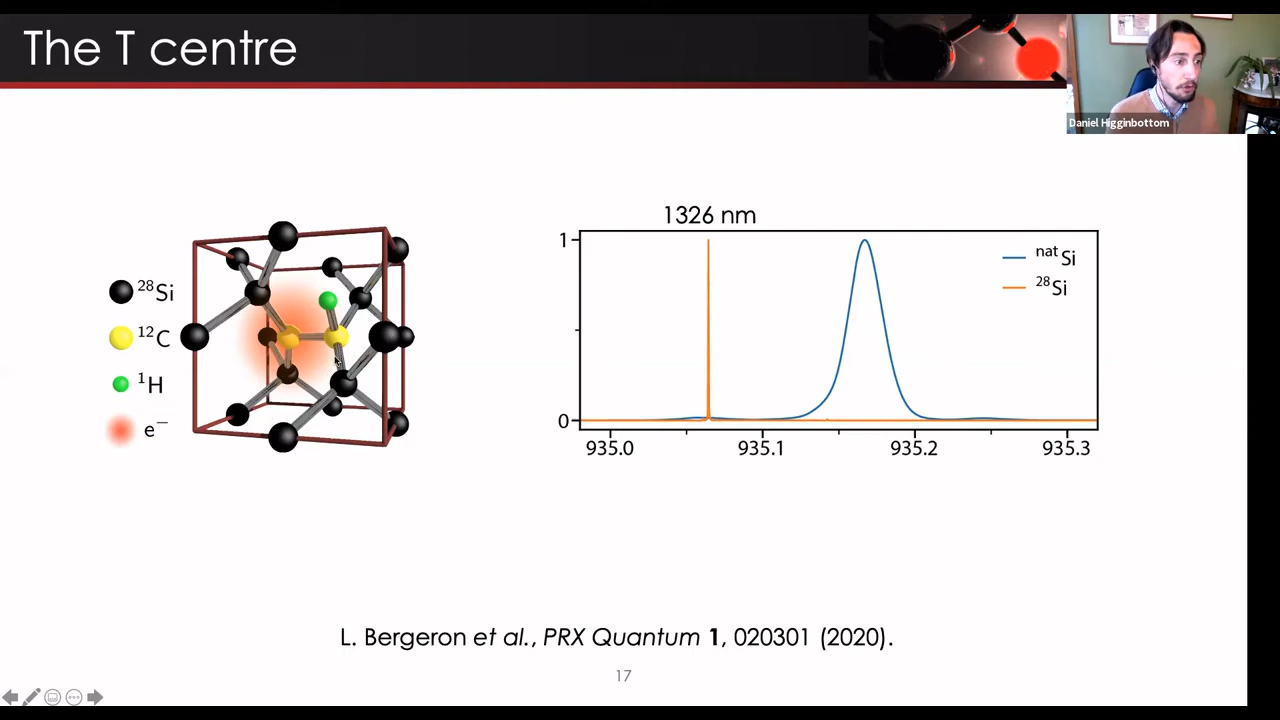 The T centre
Daniel Higginbottom
1326 nm
²⁸Si
¹²C
¹H
e⁻
1
0
ⁿᵃᵗSi
²⁸Si
935.0 935.1 935.2 935.3
L. Bergeron et al., PRX Quantum 1, 020301 (2020).
17